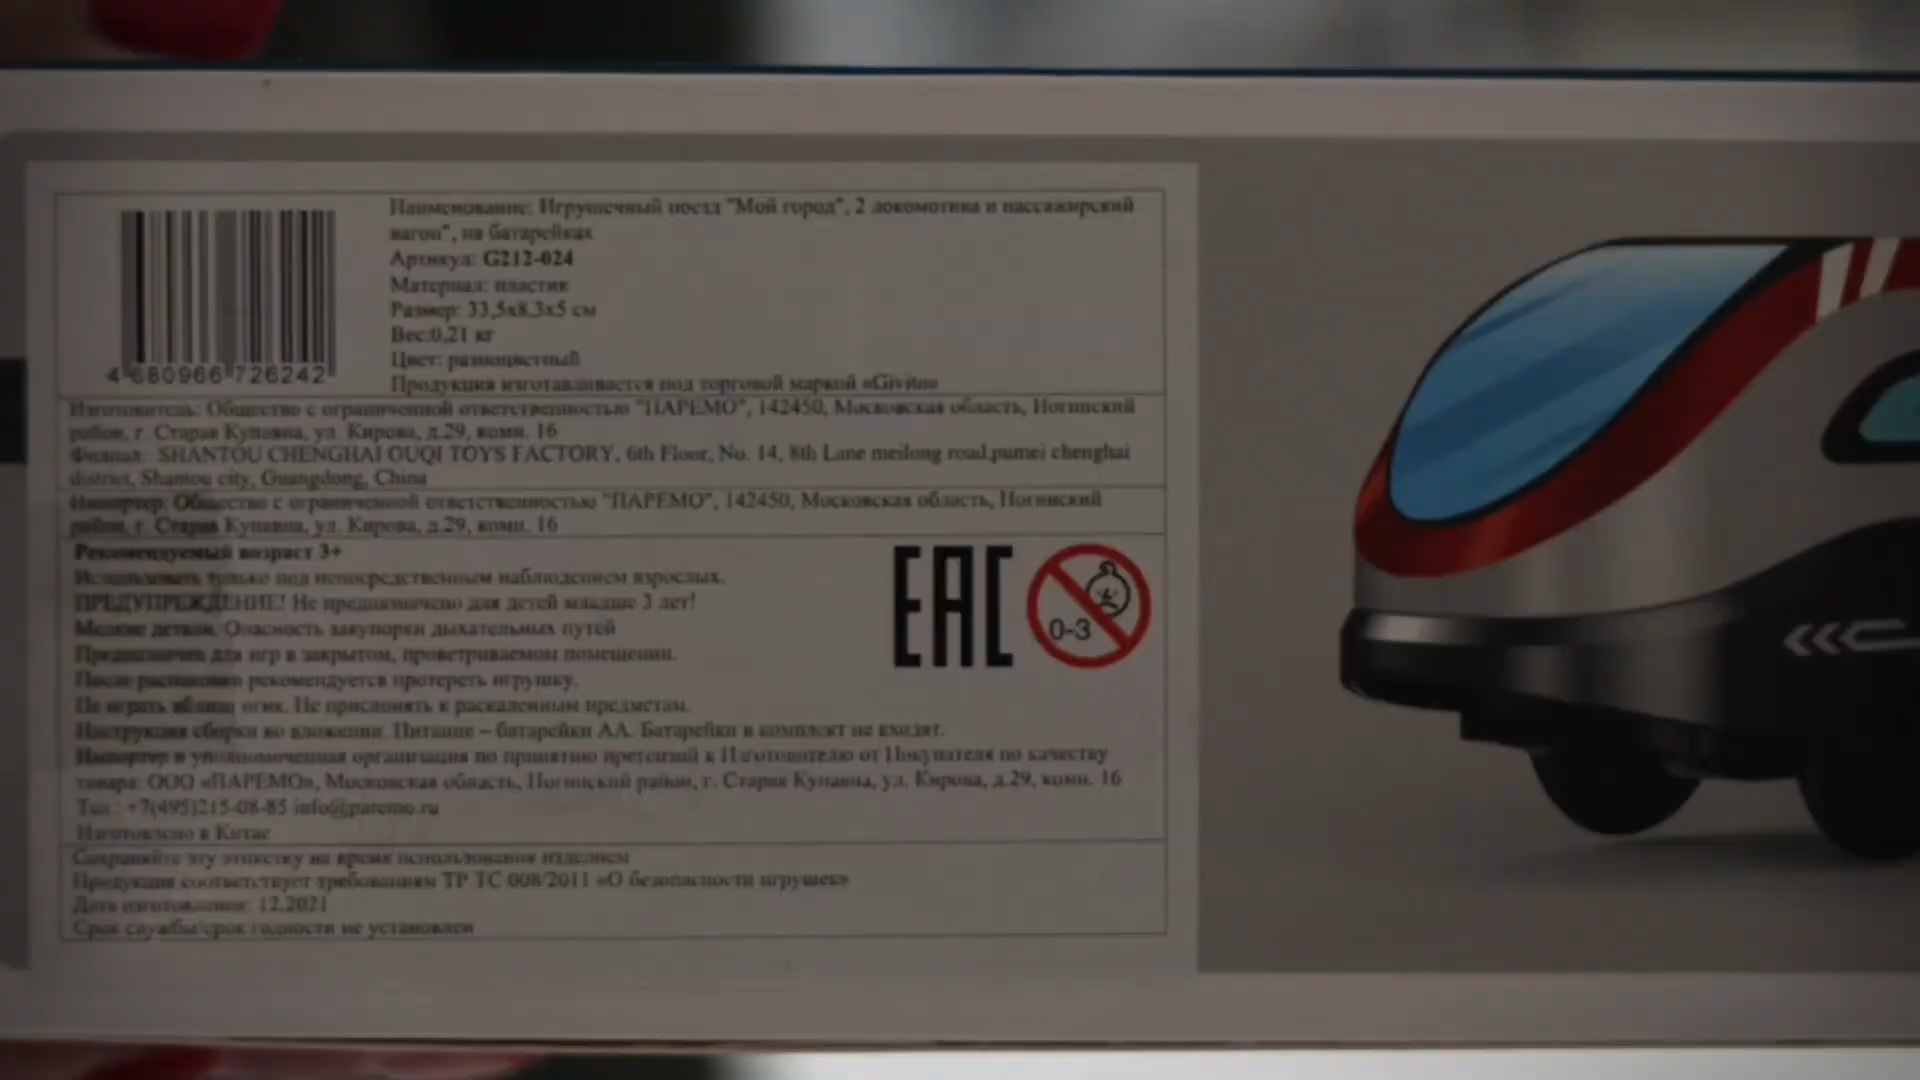 Наименование: Игрушечный поезд "Мой город", 2 локомотива и пассажирский
вагон", на батарейках
Артикул: G212-024
Материал: пластик
Размер: 33,5x8,3x5 см
Вес:0,21 кг
Цвет: разноцветный
Продукция изготавливается под торговой маркой «Givito»
4 680966 726242
Изготовитель: Общество с ограниченной ответственностью "ПАРЕМО", 142450, Московская область, Ногинский
район, г. Старая Купавна, ул. Кирова, д.29, комн. 16
Филиал: SHANTOU CHENGHAI OUQI TOYS FACTORY, 6th Floor, No. 14, 8th Lane meilong road,pumei chenghai
district, Shantou city, Guangdong, China
Импортер: Общество с ограниченной ответственностью "ПАРЕМО", 142450, Московская область, Ногинский
район, г. Старая Купавна, ул. Кирова, д.29, комн. 16
Рекомендуемый возраст 3+
Использовать только под непосредственным наблюдением взрослых.
ПРЕДУПРЕЖДЕНИЕ! Не предназначено для детей младше 3 лет!
Мелкие детали. Опасность закупорки дыхательных путей
Предназначен для игр в закрытом, проветриваемом помещении.
После распаковки рекомендуется протереть игрушку.
Не играть вблизи огня. Не прислонять к раскаленным предметам.
Инструкция сборки во вложении. Питание – батарейки АА. Батарейки в комплект не входят.
Импортер и уполномоченная организация по принятию претензий к Изготовителю от Покупателя по качеству
товара: ООО «ПАРЕМО», Московская область, Ногинский район, г. Старая Купавна, ул. Кирова, д.29, комн. 16
Тел.: +7(495)215-08-85 info@paremo.ru
Изготовлено в Китае
EAC
0-3
Сохраняйте эту этикетку на время использования изделием
Продукция соответствует требованиям ТР ТС 008/2011 «О безопасности игрушек»
Дата изготовления: 12.2021
Срок службы/срок годности не установлен